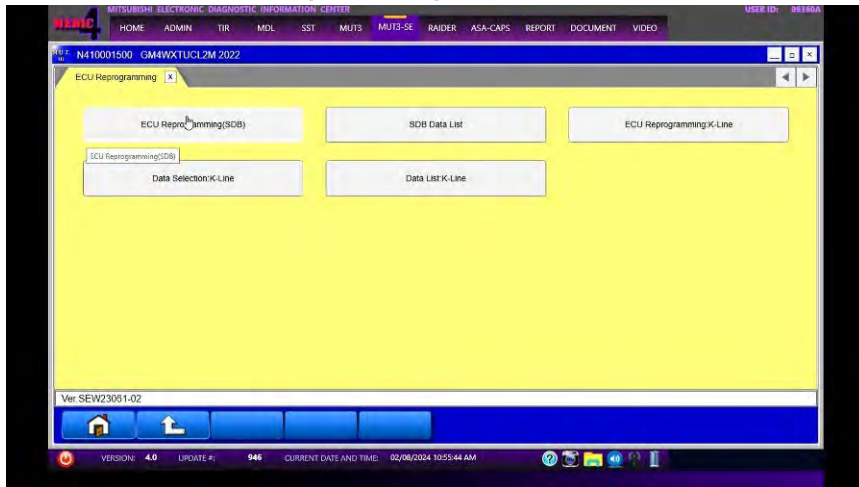 MITSUBISHI ELECTRONIC DIAGNOSTIC INFORMATION CENTER
USER ID: 99360A
MEDIC 4
HOME ADMIN TIR MDL SST MUT3 MUT3-SE RAIDER ASA-CAPS REPORT DOCUMENT VIDEO
N410001500 GM4WXTUCL2M 2022
ECU Reprogramming X
ECU Reprogramming(SDB) SDB Data List ECU Reprogramming:K-Line
ECU Reprogramming(SDB)
Data Selection:K-Line Data List:K-Line
Ver.SEW23061-02
VERSION: 4.0 UPDATE #: 946 CURRENT DATE AND TIME: 02/08/2024 10:55:44 AM